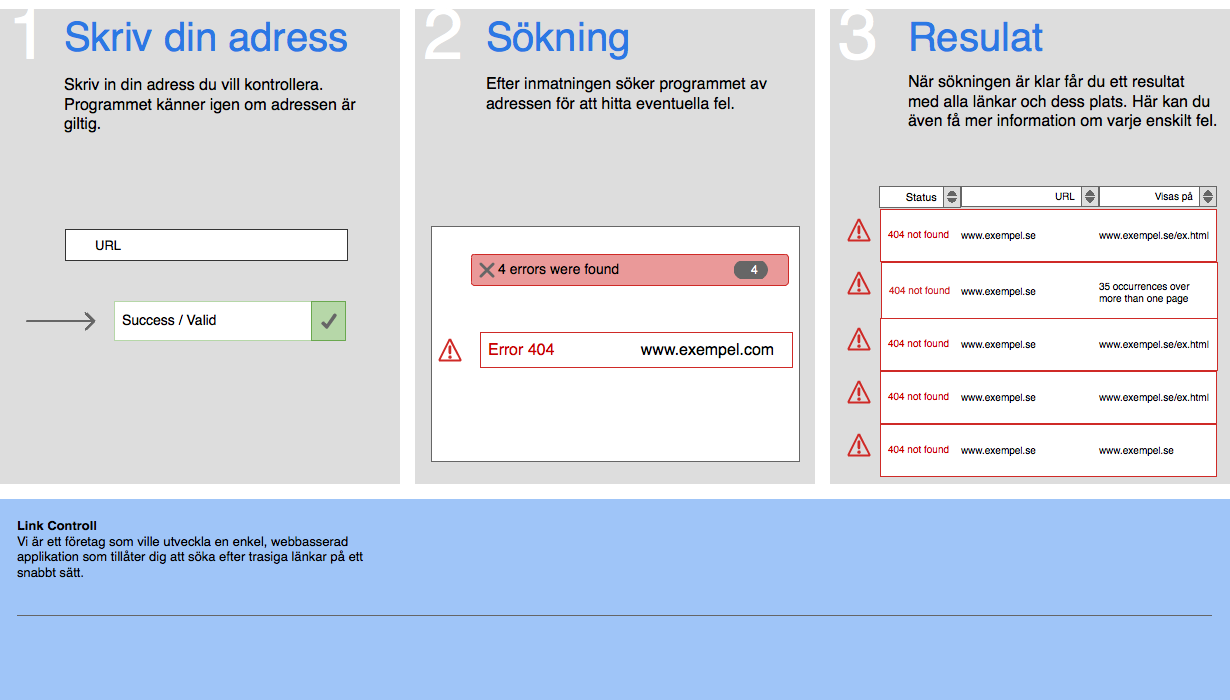 1 Skriv din adress
Skriv in din adress du vill kontrollera.
Programmet känner igen om adressen är
giltig.
URL
Success / Valid
2 Sökning
Efter inmatningen söker programmet av
adressen för att hitta eventuella fel.
4 errors were found 4
Error 404 www.exempel.com
3 Resulat
När sökningen är klar får du ett resultat
med alla länkar och dess plats. Här kan du
även få mer information om varje enskilt fel.
Status URL Visas på
404 not found www.exempel.se www.exempel.se/ex.html
404 not found www.exempel.se 35 occurrences over
more than one page
404 not found www.exempel.se www.exempel.se/ex.html
404 not found www.exempel.se www.exempel.se/ex.html
404 not found www.exempel.se www.exempel.se
Link Controll
Vi är ett företag som ville utveckla en enkel, webbasserad
applikation som tillåter dig att söka efter trasiga länkar på ett
snabbt sätt.